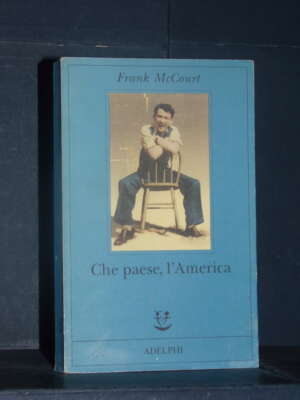 Frank McCourt
Che paese, l'America
ADELPHI